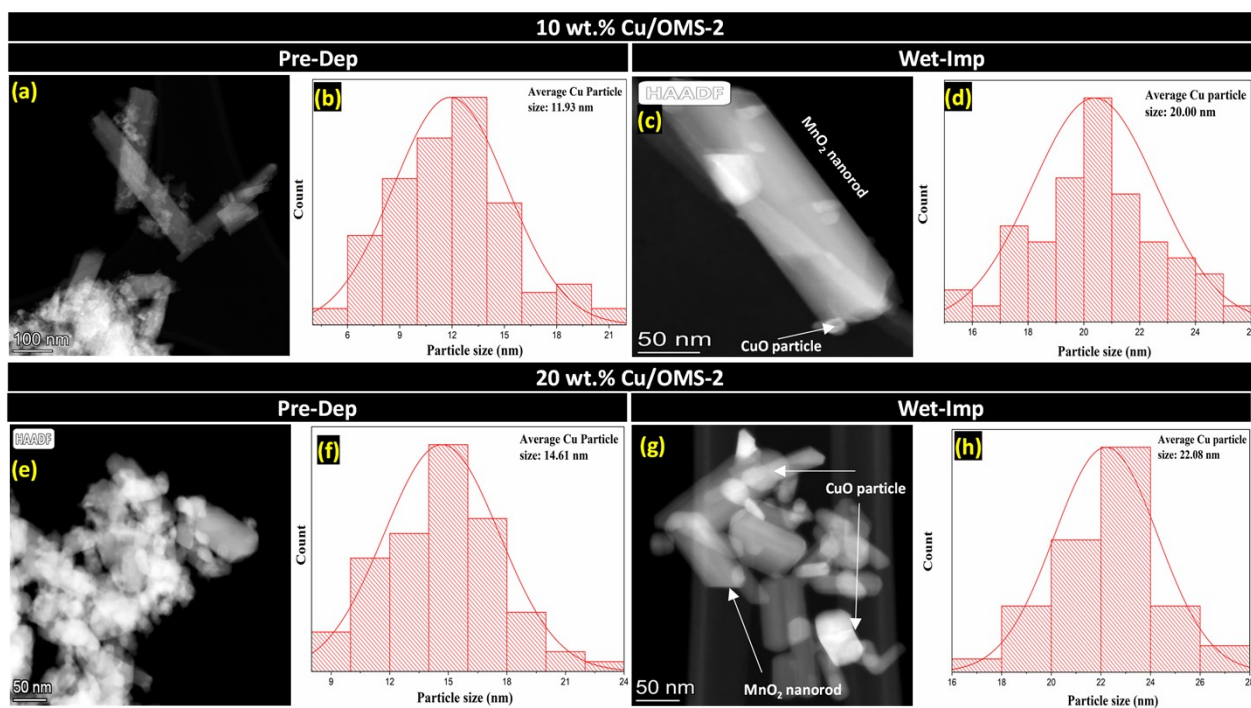 10 wt.% Cu/OMS-2
Pre-Dep
Wet-Imp
(a)
100 nm
(b)
Average Cu Particle
size: 11.93 nm
Count
6 9 12 15 18 21
Particle size (nm)
HAADF
(c)
MnO₂ nanorod
CuO particle
50 nm
(d)
Average Cu particle
size: 20.00 nm
Count
16 18 20 22 24 26
Particle size (nm)
20 wt.% Cu/OMS-2
Pre-Dep
Wet-Imp
HAADF
(e)
50 nm
(f)
Average Cu Particle
size: 14.61 nm
Count
9 12 15 18 21 24
Particle size (nm)
(g)
CuO particle
MnO₂ nanorod
50 nm
(h)
Average Cu particle
size: 22.08 nm
Count
16 18 20 22 24 26 28
Particle size (nm)